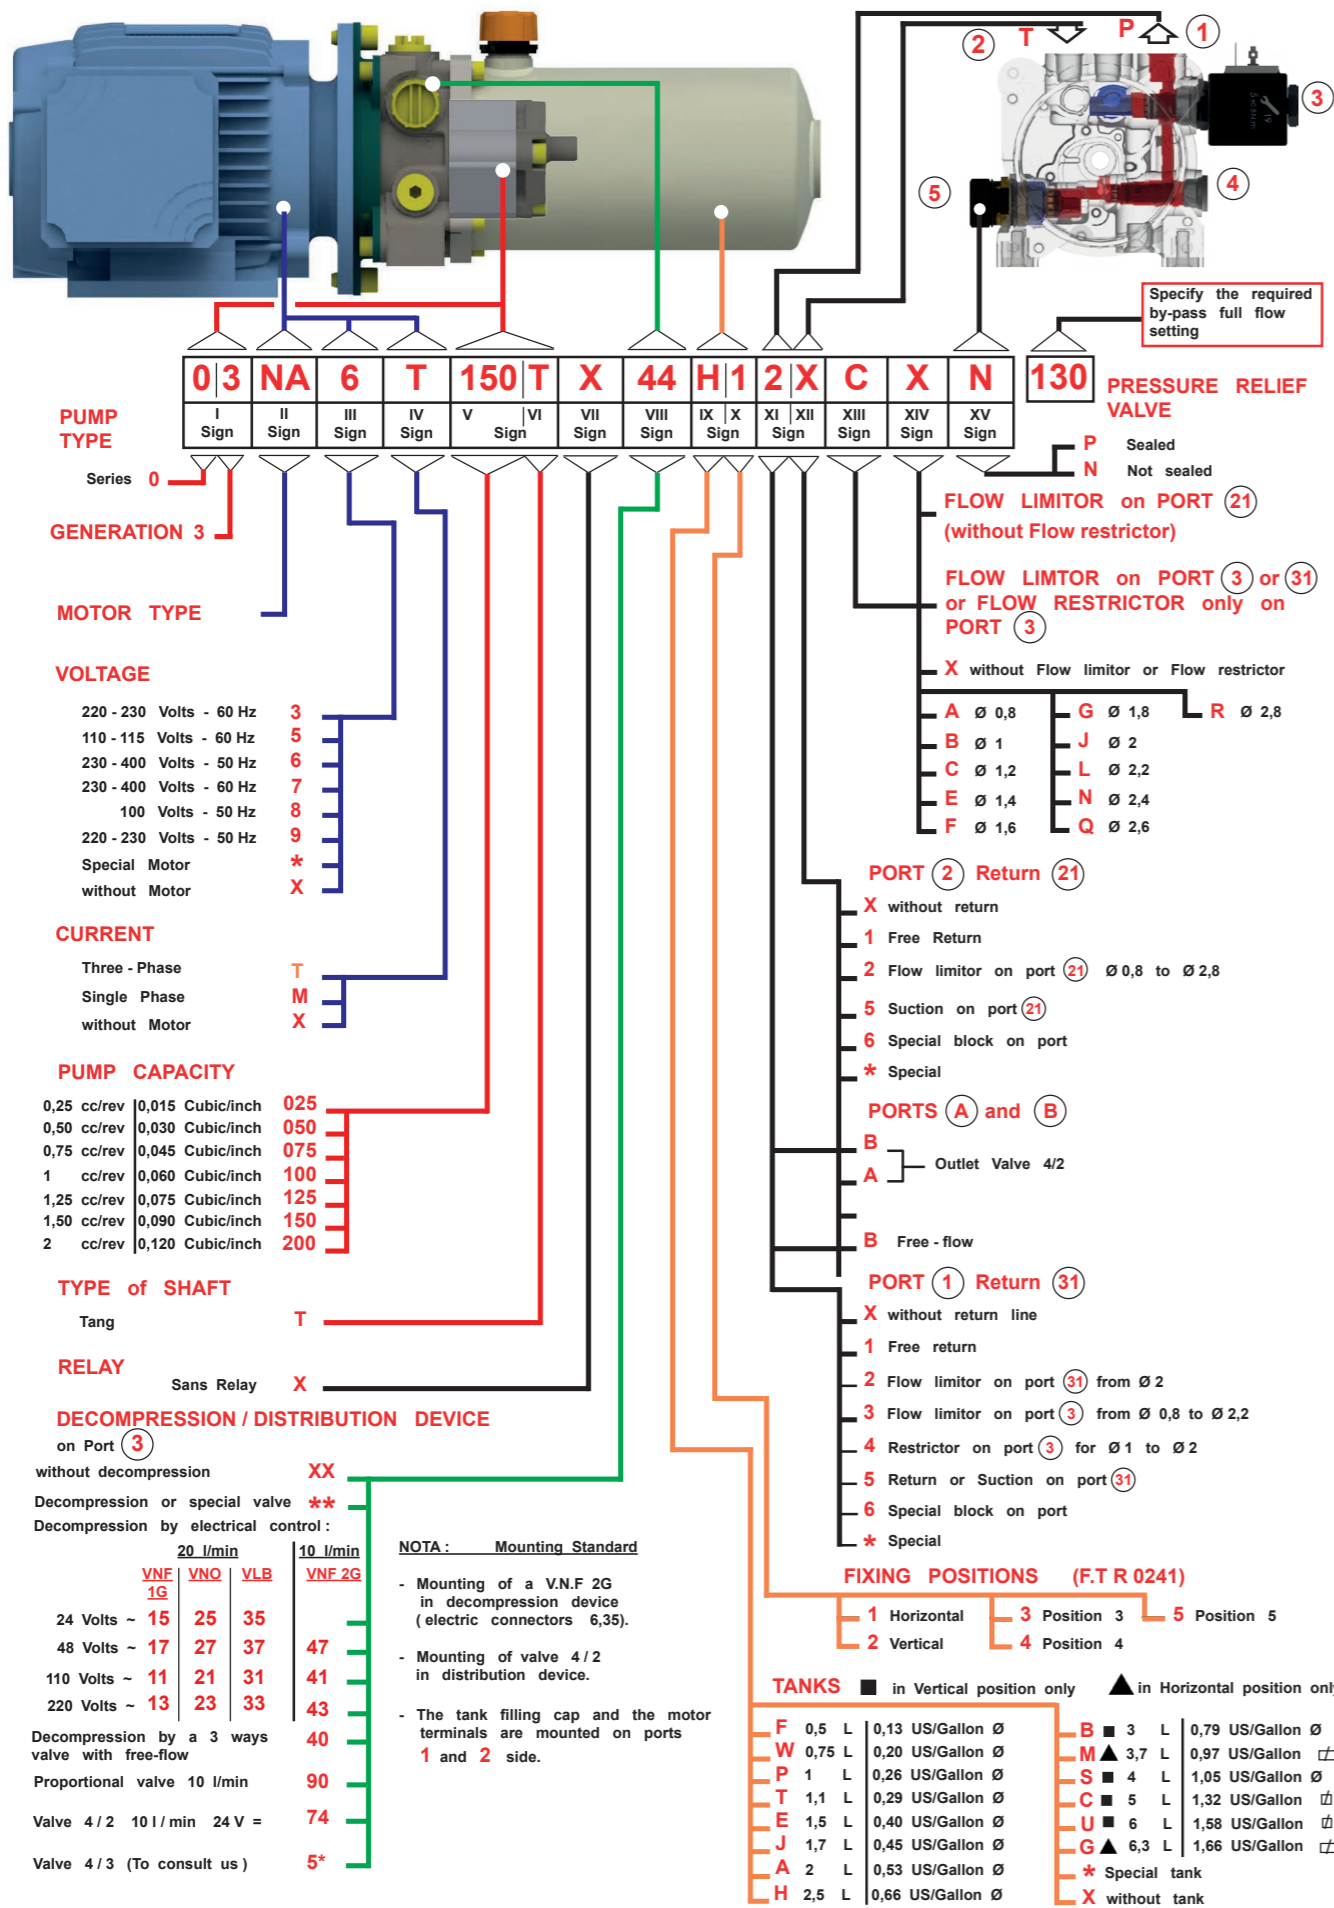 2 T P 1
3
5 4
Specify the required
by-pass full flow
setting
0 3 NA 6 T 150 T X 44 H 1 2 X C X N 130
I II III IV V VI VII VIII IX X XI XII XIII XIV XV
Sign Sign Sign Sign Sign Sign Sign Sign Sign Sign Sign Sign
PUMP
TYPE
Series 0
GENERATION 3
MOTOR TYPE
VOLTAGE
220 - 230 Volts - 60 Hz 3
110 - 115 Volts - 60 Hz 5
230 - 400 Volts - 50 Hz 6
230 - 400 Volts - 60 Hz 7
100 Volts - 50 Hz 8
220 - 230 Volts - 50 Hz 9
Special Motor *
without Motor X
CURRENT
Three - Phase T
Single Phase M
without Motor X
PUMP CAPACITY
0,25 cc/rev 0,015 Cubic/inch 025
0,50 cc/rev 0,030 Cubic/inch 050
0,75 cc/rev 0,045 Cubic/inch 075
1 cc/rev 0,060 Cubic/inch 100
1,25 cc/rev 0,075 Cubic/inch 125
1,50 cc/rev 0,090 Cubic/inch 150
2 cc/rev 0,120 Cubic/inch 200
TYPE of SHAFT
Tang T
RELAY
Sans Relay X
DECOMPRESSION / DISTRIBUTION DEVICE
on Port 3
without decompression XX
Decompression or special valve **
Decompression by electrical control :
20 l/min 10 l/min
VNF VNO VLB VNF 2G
1G
24 Volts ~ 15 25 35
48 Volts ~ 17 27 37 47
110 Volts ~ 11 21 31 41
220 Volts ~ 13 23 33 43
Decompression by a 3 ways 40
valve with free-flow
Proportional valve 10 l/min 90
Valve 4 / 2 10 l / min 24 V = 74
Valve 4 / 3 (To consult us ) 5*
NOTA : Mounting Standard
- Mounting of a V.N.F 2G
in decompression device
( electric connectors 6,35).
- Mounting of valve 4 / 2
in distribution device.
- The tank filling cap and the motor
terminals are mounted on ports
1 and 2 side.
PRESSURE RELIEF
VALVE
P Sealed
N Not sealed
FLOW LIMITOR on PORT 21
(without Flow restrictor)
FLOW LIMTOR on PORT 3 or 31
or FLOW RESTRICTOR only on
PORT 3
X without Flow limitor or Flow restrictor
A Ø 0,8 G Ø 1,8 R Ø 2,8
B Ø 1 J Ø 2
C Ø 1,2 L Ø 2,2
E Ø 1,4 N Ø 2,4
F Ø 1,6 Q Ø 2,6
PORT 2 Return 21
X without return
1 Free Return
2 Flow limitor on port 21 Ø 0,8 to Ø 2,8
5 Suction on port 21
6 Special block on port
* Special
PORTS A and B
B
A Outlet Valve 4/2
B Free - flow
PORT 1 Return 31
X without return line
1 Free return
2 Flow limitor on port 31 from Ø 2
3 Flow limitor on port 3 from Ø 0,8 to Ø 2,2
4 Restrictor on port 3 for Ø 1 to Ø 2
5 Return or Suction on port 31
6 Special block on port
* Special
FIXING POSITIONS (F.T R 0241)
1 Horizontal 3 Position 3 5 Position 5
2 Vertical 4 Position 4
TANKS ■ in Vertical position only ▲ in Horizontal position only
F 0,5 L 0,13 US/Gallon Ø
W 0,75 L 0,20 US/Gallon Ø
P 1 L 0,26 US/Gallon Ø
T 1,1 L 0,29 US/Gallon Ø
E 1,5 L 0,40 US/Gallon Ø
J 1,7 L 0,45 US/Gallon Ø
A 2 L 0,53 US/Gallon Ø
H 2,5 L 0,66 US/Gallon Ø
B ■ 3 L 0,79 US/Gallon Ø
M ▲ 3,7 L 0,97 US/Gallon
S ■ 4 L 1,05 US/Gallon Ø
C ■ 5 L 1,32 US/Gallon
U ■ 6 L 1,58 US/Gallon
G ▲ 6,3 L 1,66 US/Gallon
* Special tank
X without tank